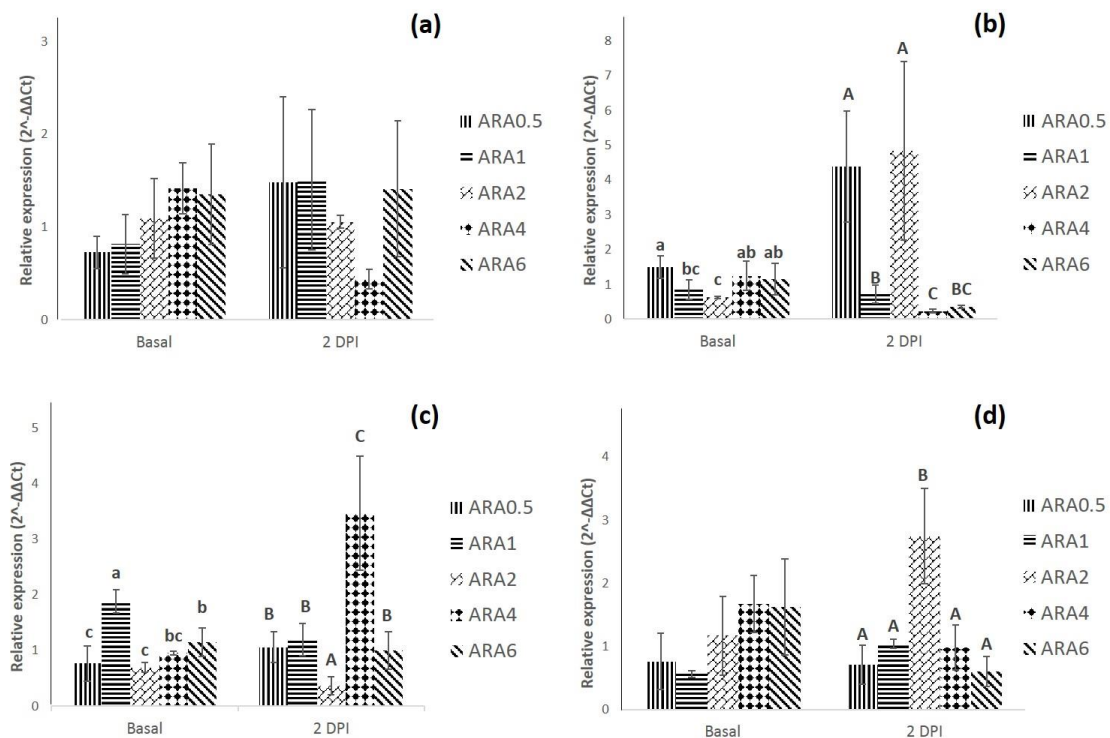 (a)
Relative expression (2^-ΔΔCt)
3
2
1
0
Basal
2 DPI
ARA0.5
ARA1
ARA2
ARA4
ARA6
(b)
Relative expression (2^-ΔΔCt)
8
7
6
5
4
3
2
1
0
a
bc
c
ab
ab
A
B
A
C
BC
Basal
2 DPI
ARA0.5
ARA1
ARA2
ARA4
ARA6
(c)
Relative expression (2^-ΔΔCt)
5
4
3
2
1
0
c
a
c
bc
b
B
B
A
C
B
Basal
2 DPI
ARA0.5
ARA1
ARA2
ARA4
ARA6
(d)
Relative expression (2^-ΔΔCt)
4
3
2
1
0
A
A
B
A
A
Basal
2 DPI
ARA0.5
ARA1
ARA2
ARA4
ARA6